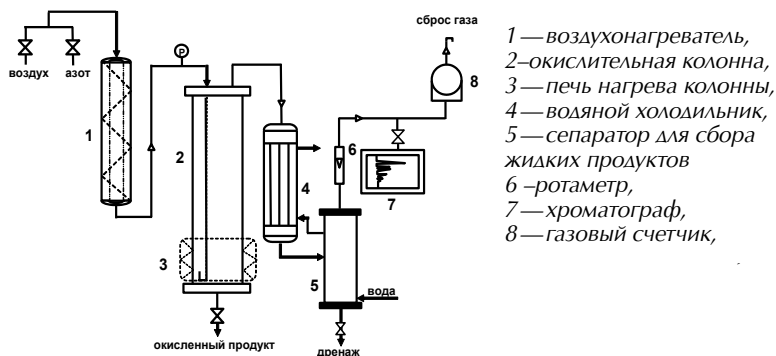 сброс газа
воздух азот
P
1
2
3
4
5
6
7
8
вода
окисленный продукт
дренаж
1 — воздухонагреватель,
2–окислительная колонна,
3 — печь нагрева колонны,
4 — водяной холодильник,
5 — сепаратор для сбора
жидких продуктов
6 –ротаметр,
7 — хроматограф,
8 — газовый счетчик,